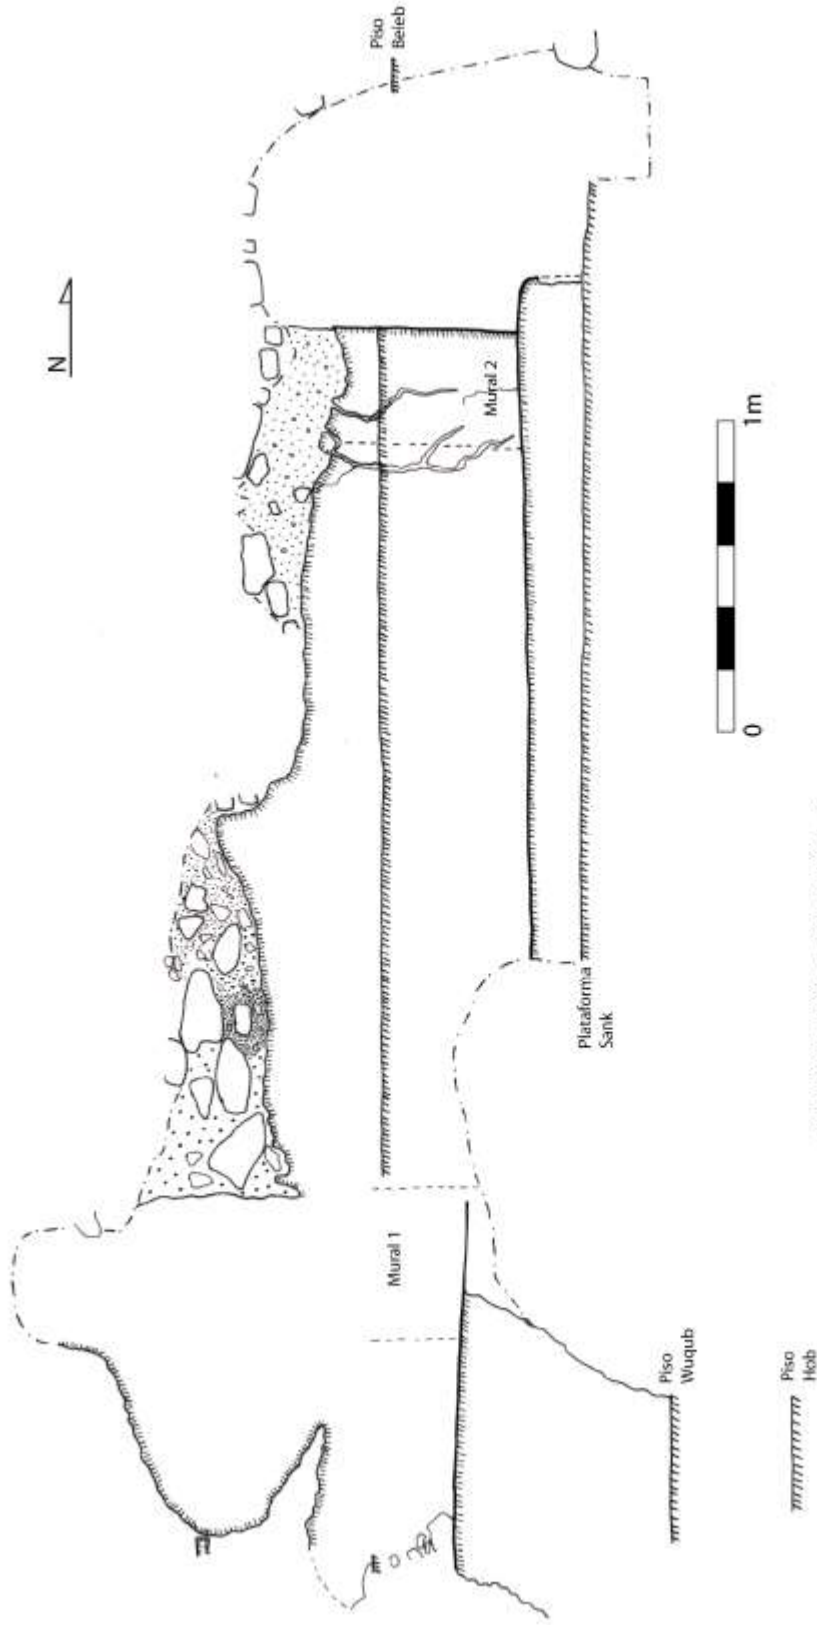 Piso
Beleb
N
Mural 2
1m
0
Plataforma
Sank
Mural 1
Piso
Wuqub
Piso
Hob